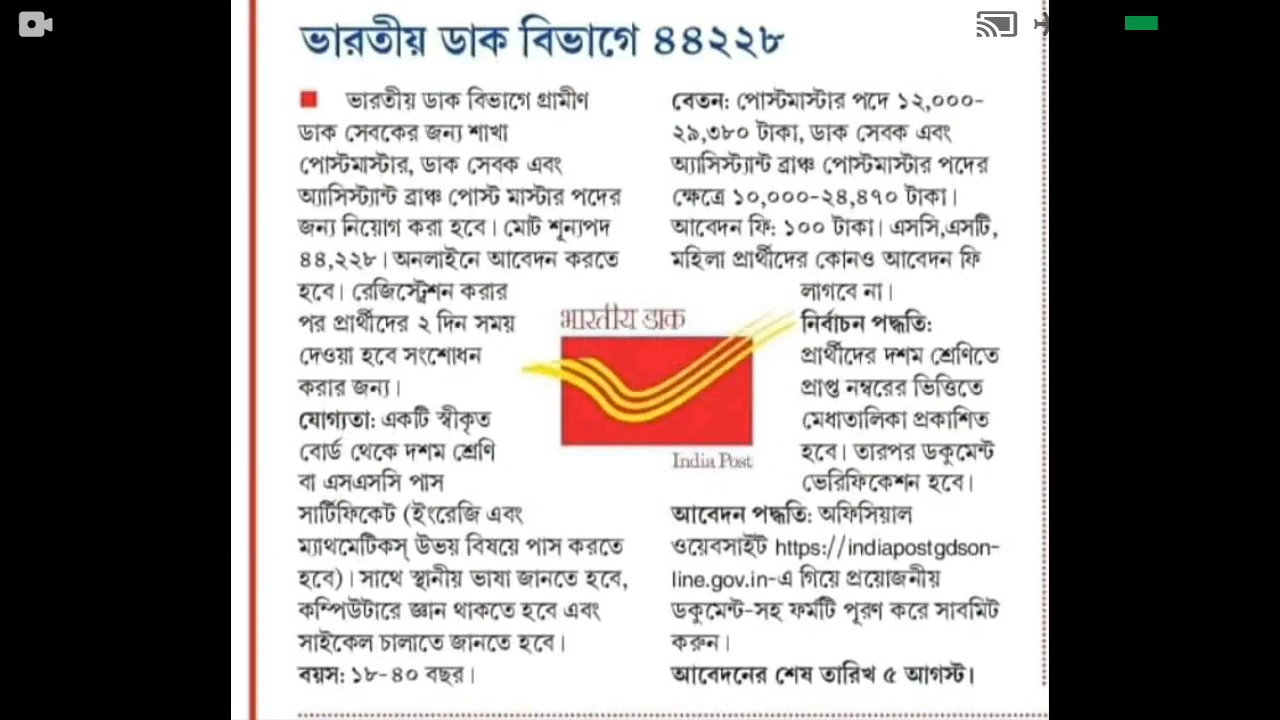 ভারতীয় ডাক বিভাগে ৪৪২২৮
ভারতীয় ডাক বিভাগে গ্রামীণ
ডাক সেবকের জন্য শাখা
পোস্টমাস্টার, ডাক সেবক এবং
অ্যাসিস্ট্যান্ট ব্রাঞ্চ পোস্ট মাস্টার পদের
জন্য নিয়োগ করা হবে। মোট শূন্যপদ
৪৪,২২৮। অনলাইনে আবেদন করতে
হবে। রেজিস্ট্রেশন করার
পর প্রার্থীদের ২ দিন সময়
দেওয়া হবে সংশোধন
করার জন্য।
যোগ্যতা: একটি স্বীকৃত
বোর্ড থেকে দশম শ্রেণি
বা এসএসসি পাস
সার্টিফিকেট (ইংরেজি এবং
ম্যাথমেটিকস্ উভয় বিষয়ে পাস করতে
হবে)। সাথে স্থানীয় ভাষা জানতে হবে,
কম্পিউটারে জ্ঞান থাকতে হবে এবং
সাইকেল চালাতে জানতে হবে।
বয়স: ১৮-৪০ বছর।
भारतीय डाक
India Post
বেতন: পোস্টমাস্টার পদে ১২,০০০-
২৯,৩৮০ টাকা, ডাক সেবক এবং
অ্যাসিস্ট্যান্ট ব্রাঞ্চ পোস্টমাস্টার পদের
ক্ষেত্রে ১০,০০০-২৪,৪৭০ টাকা।
আবেদন ফি: ১০০ টাকা। এসসি,এসটি,
মহিলা প্রার্থীদের কোনও আবেদন ফি
লাগবে না।
নির্বাচন পদ্ধতি:
প্রার্থীদের দশম শ্রেণিতে
প্রাপ্ত নম্বরের ভিত্তিতে
মেধাতালিকা প্রকাশিত
হবে। তারপর ডকুমেন্ট
ভেরিফিকেশন হবে।
আবেদন পদ্ধতি: অফিসিয়াল
ওয়েবসাইট https://indiapostgdson-
line.gov.in-এ গিয়ে প্রয়োজনীয়
ডকুমেন্ট-সহ ফর্মটি পূরণ করে সাবমিট
করুন।
আবেদনের শেষ তারিখ ৫ আগস্ট।